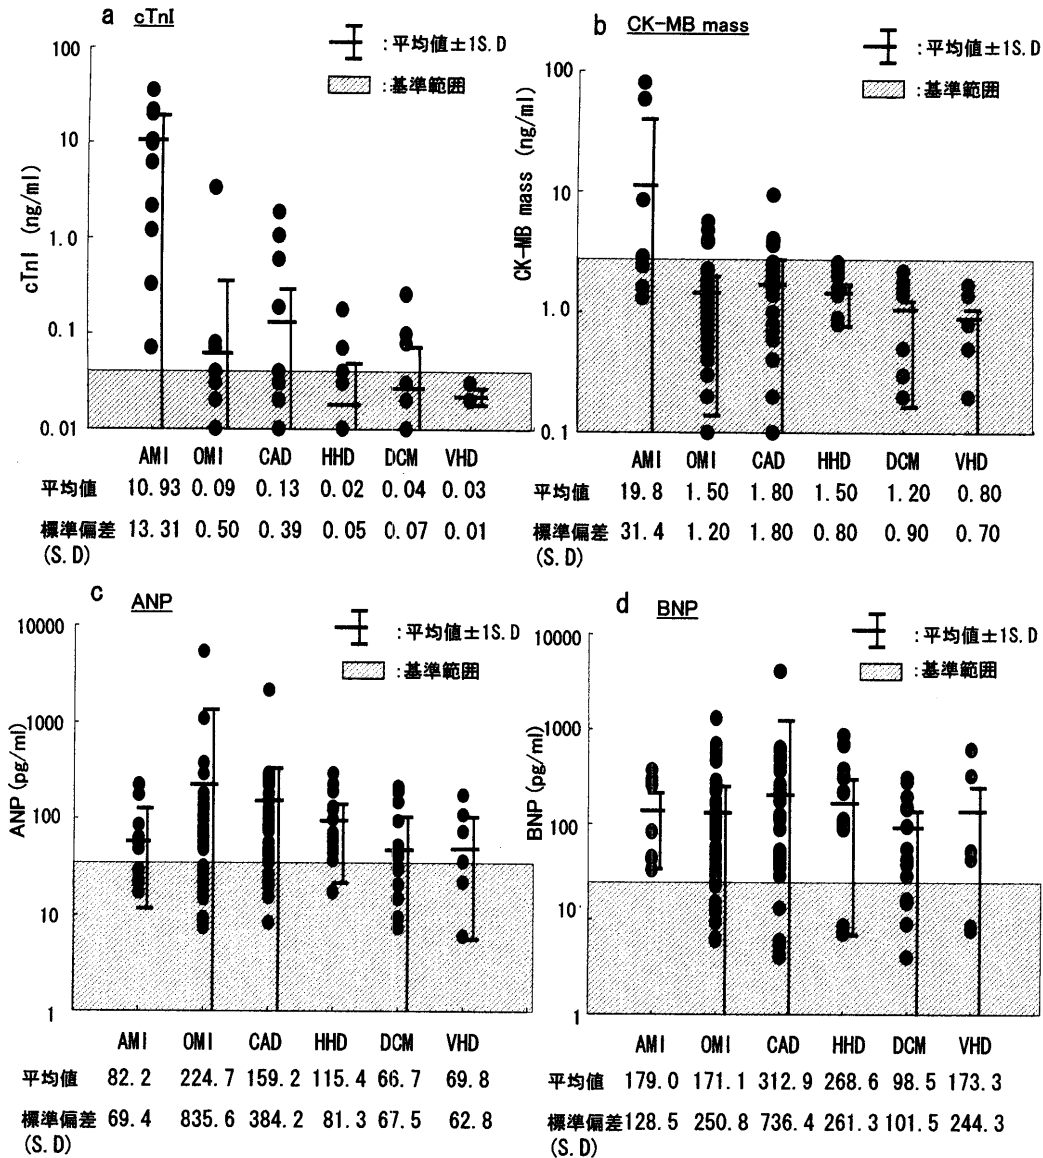 a cTnI
:平均値±1S.D
:基準範囲
100
10
1.0
0.1
0.01
cTnI (ng/ml)
AMI OMI CAD HHD DCM VHD
平均値 10.93 0.09 0.13 0.02 0.04 0.03
標準偏差 13.31 0.50 0.39 0.05 0.07 0.01
(S.D)
b CK-MB mass
:平均値±1S.D
:基準範囲
100
10
1.0
0.1
CK-MB mass (ng/ml)
AMI OMI CAD HHD DCM VHD
平均値 19.8 1.50 1.80 1.50 1.20 0.80
標準偏差 31.4 1.20 1.80 0.80 0.90 0.70
(S.D)
c ANP
:平均値±1S.D
:基準範囲
10000
1000
100
10
1
ANP (pg/ml)
AMI OMI CAD HHD DCM VHD
平均値 82.2 224.7 159.2 115.4 66.7 69.8
標準偏差 69.4 835.6 384.2 81.3 67.5 62.8
(S.D)
d BNP
:平均値±1S.D
:基準範囲
10000
1000
100
10
1
BNP (pg/ml)
AMI OMI CAD HHD DCM VHD
平均値 179.0 171.1 312.9 268.6 98.5 173.3
標準偏差 128.5 250.8 736.4 261.3 101.5 244.3
(S.D)